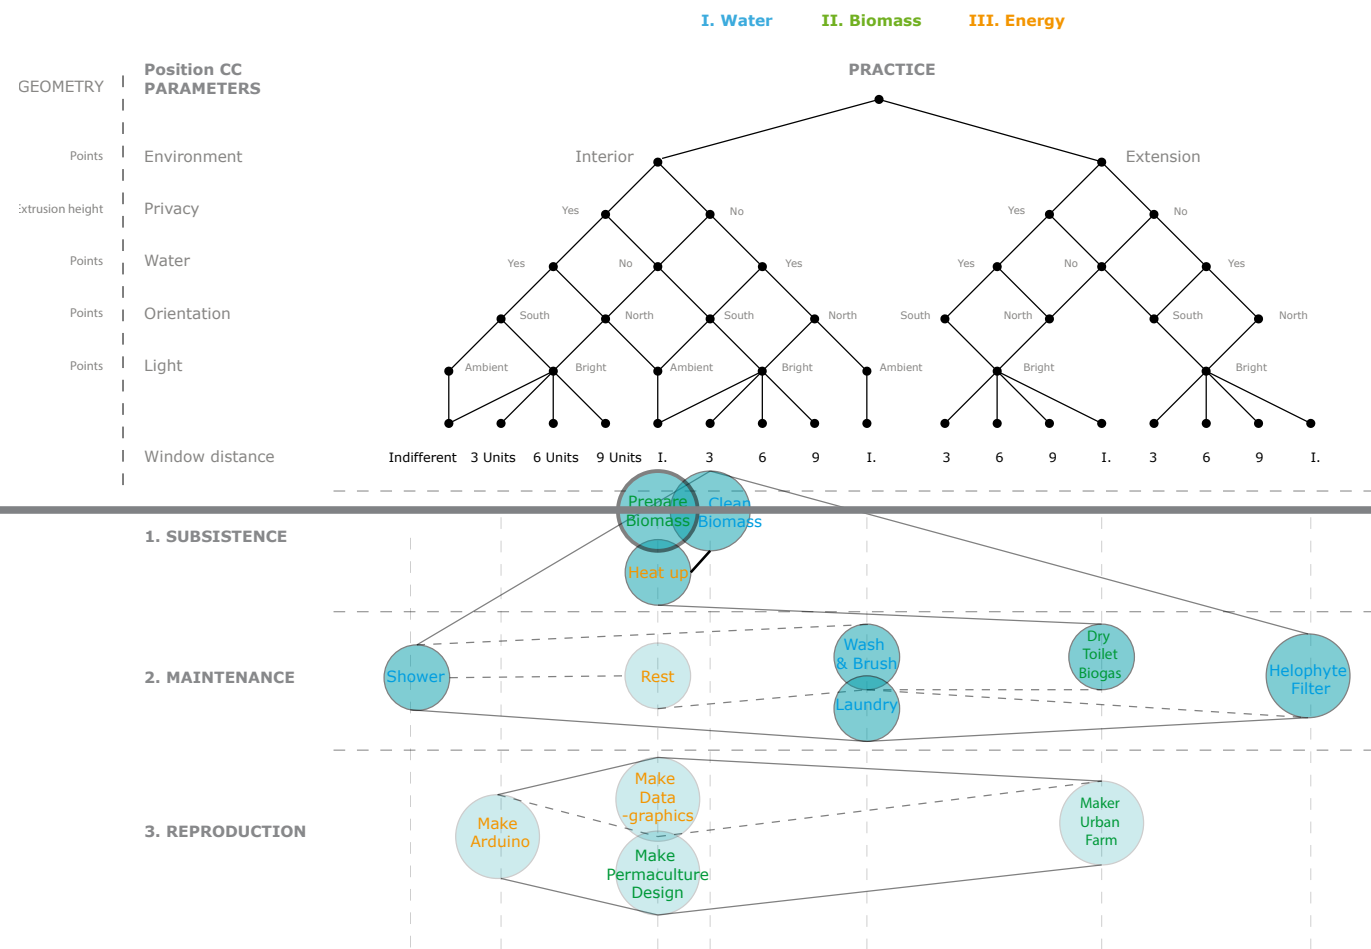 I. Water II. Biomass III. Energy
Position CC
PARAMETERS
GEOMETRY
PRACTICE
Points Environment Interior Extension
Extrusion height Privacy Yes No Yes No
Points Water Yes No Yes Yes No Yes
Points Orientation South North South North South North South North
Points Light Ambient Bright Ambient Bright Ambient Bright Bright
Window distance Indifferent 3 Units 6 Units 9 Units I. 3 6 9 I. 3 6 9 I. 3 6 9 I.
Prepare
Biomass
Clean
Biomass
1. SUBSISTENCE
Heat up
2. MAINTENANCE
Shower
Rest
Wash
& Brush
Laundry
Dry
Toilet
Biogas
Helophyte
Filter
3. REPRODUCTION
Make
Arduino
Make
Data
-graphics
Make
Permaculture
Design
Maker
Urban
Farm